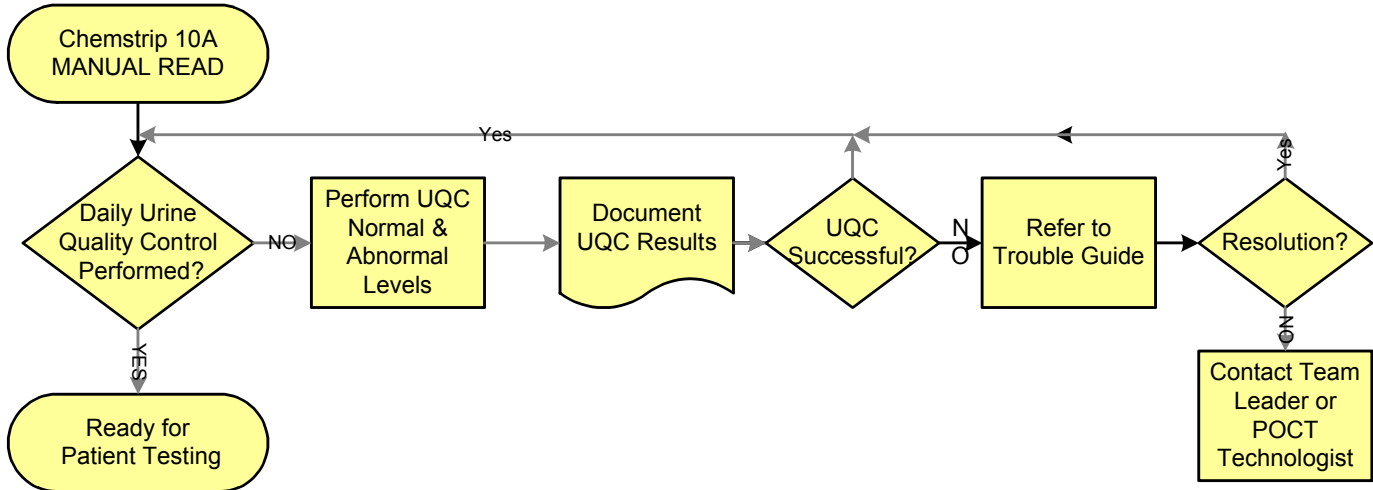 Chemstrip 10A
MANUAL READ
Yes
Yes
Daily Urine
Quality Control
Performed?
NO
Perform UQC
Normal &
Abnormal
Levels
Document
UQC Results
UQC
Successful?
N
O
Refer to
Trouble Guide
Resolution?
YES
NO
Ready for
Patient Testing
Contact Team
Leader or
POCT
Technologist